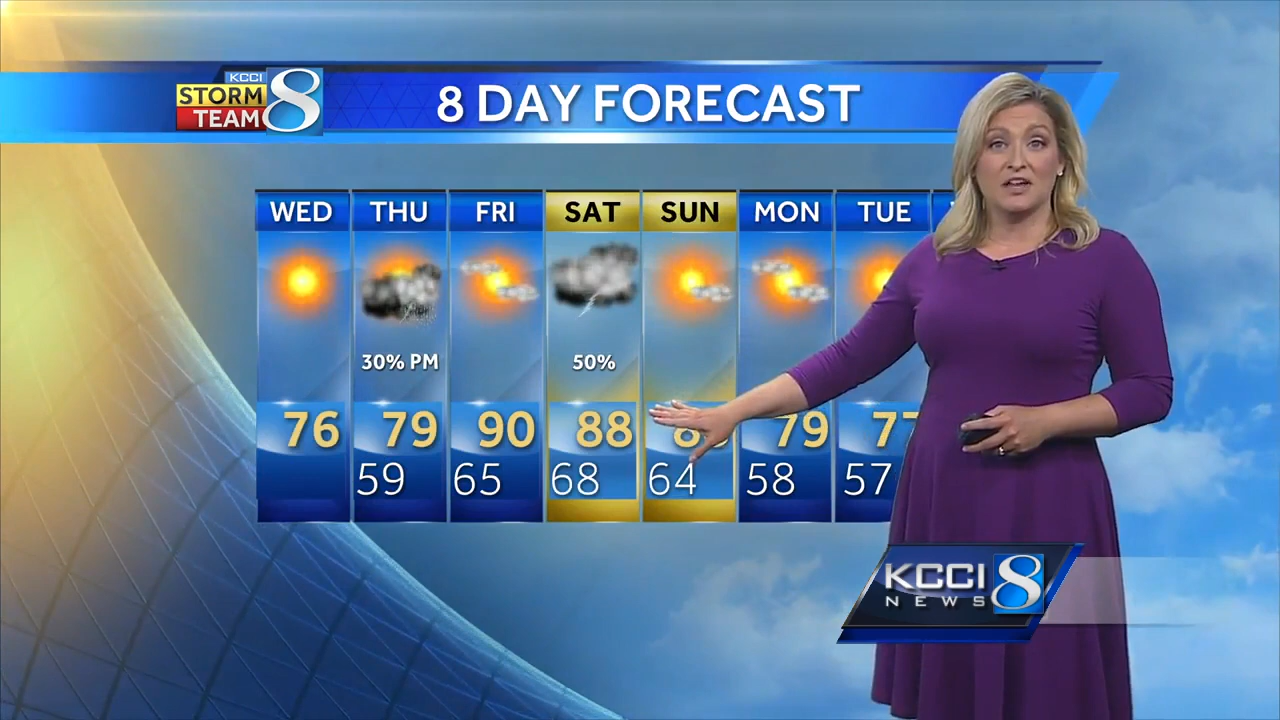 KCCI
STORM
TEAM
8
8 DAY FORECAST
WED THU FRI SAT SUN MON TUE
30% PM 50%
76 79 90 88 79 77
59 65 68 64 58 57
KCCI 8
NEWS